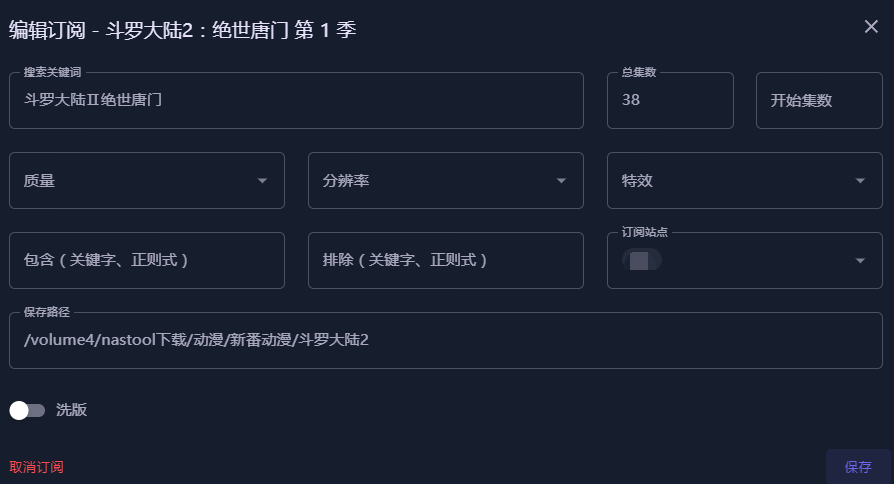 编辑订阅 - 斗罗大陆2：绝世唐门 第 1 季
搜索关键词
斗罗大陆Ⅱ绝世唐门
总集数
38
开始集数
质量
分辨率
特效
包含（关键字、正则式）
排除（关键字、正则式）
订阅站点
保存路径
/volume4/nastool下载/动漫/新番动漫/斗罗大陆2
洗版
取消订阅
保存